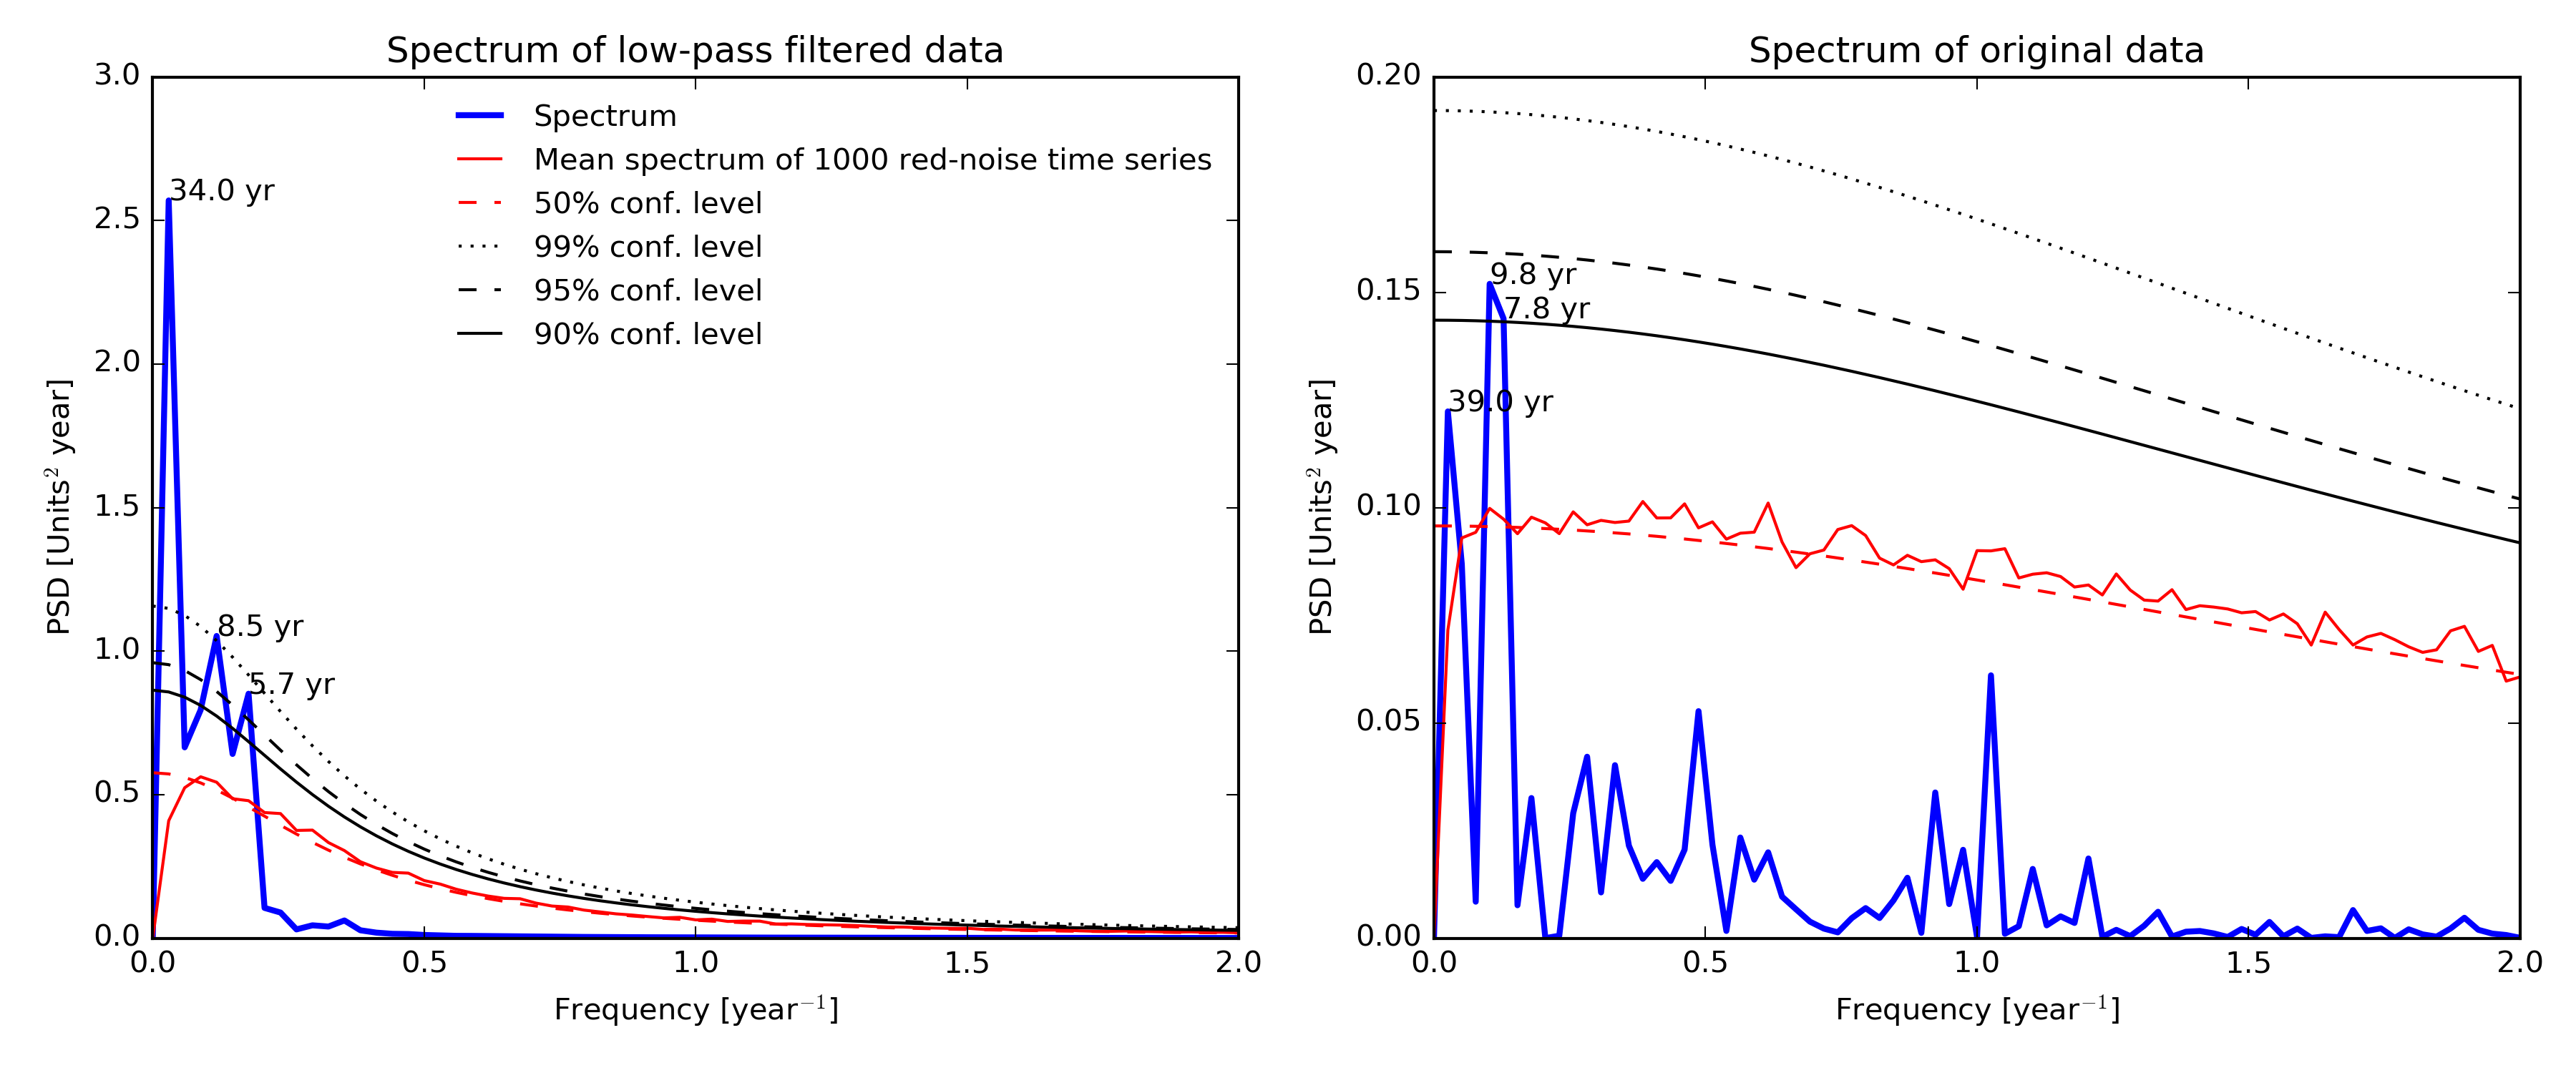 Spectrum of low-pass filtered data
3.0
2.5
2.0
1.5
1.0
0.5
0.0
PSD [Units² year]
Spectrum
Mean spectrum of 1000 red-noise time series
50% conf. level
99% conf. level
95% conf. level
90% conf. level
34.0 yr
8.5 yr
5.7 yr
0.0 0.5 1.0 1.5 2.0
Frequency [year⁻¹]
Spectrum of original data
0.20
0.15
0.10
0.05
0.00
PSD [Units² year]
9.8 yr
7.8 yr
39.0 yr
0.0 0.5 1.0 1.5 2.0
Frequency [year⁻¹]